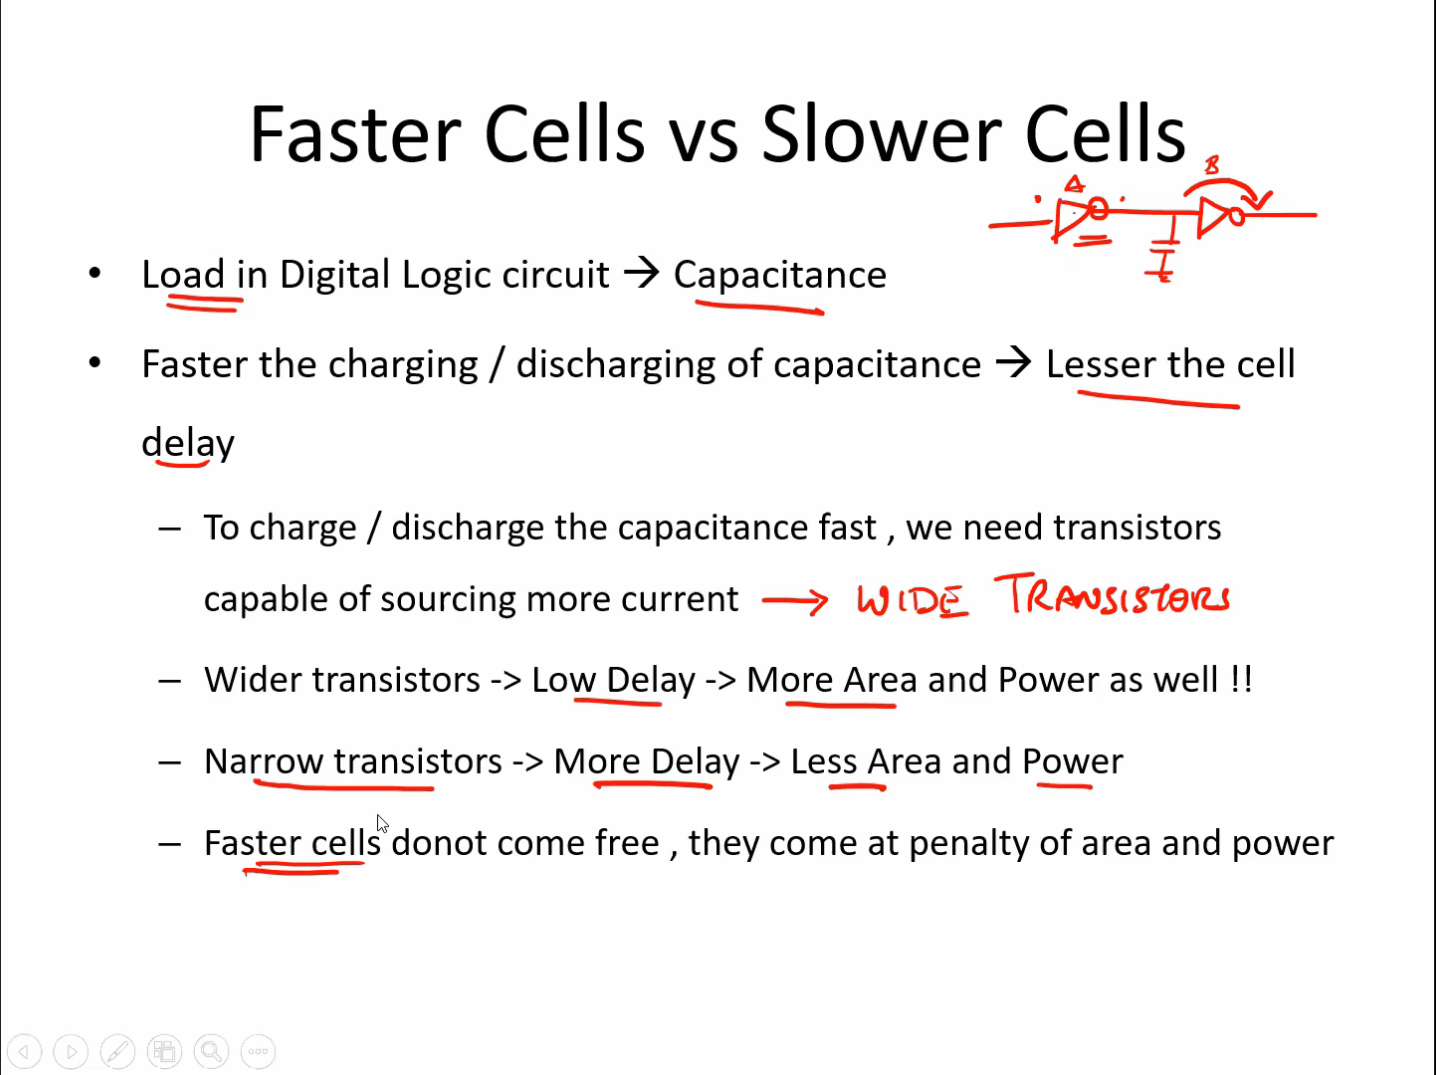 Faster Cells vs Slower Cells
A
B
• Load in Digital Logic circuit → Capacitance
• Faster the charging / discharging of capacitance → Lesser the cell
delay
– To charge / discharge the capacitance fast , we need transistors
capable of sourcing more current → WIDE TRANSISTORS
– Wider transistors -> Low Delay -> More Area and Power as well !!
– Narrow transistors -> More Delay -> Less Area and Power
– Faster cells donot come free , they come at penalty of area and power